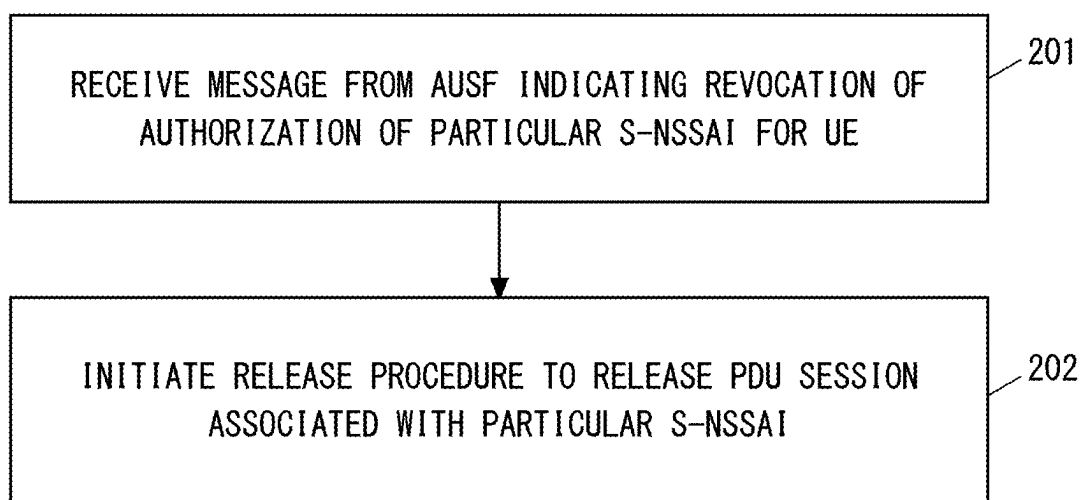 RECEIVE MESSAGE FROM AUSF INDICATING REVOCATION OF
AUTHORIZATION OF PARTICULAR S-NSSAI FOR UE
201
INITIATE RELEASE PROCEDURE TO RELEASE PDU SESSION
ASSOCIATED WITH PARTICULAR S-NSSAI
202